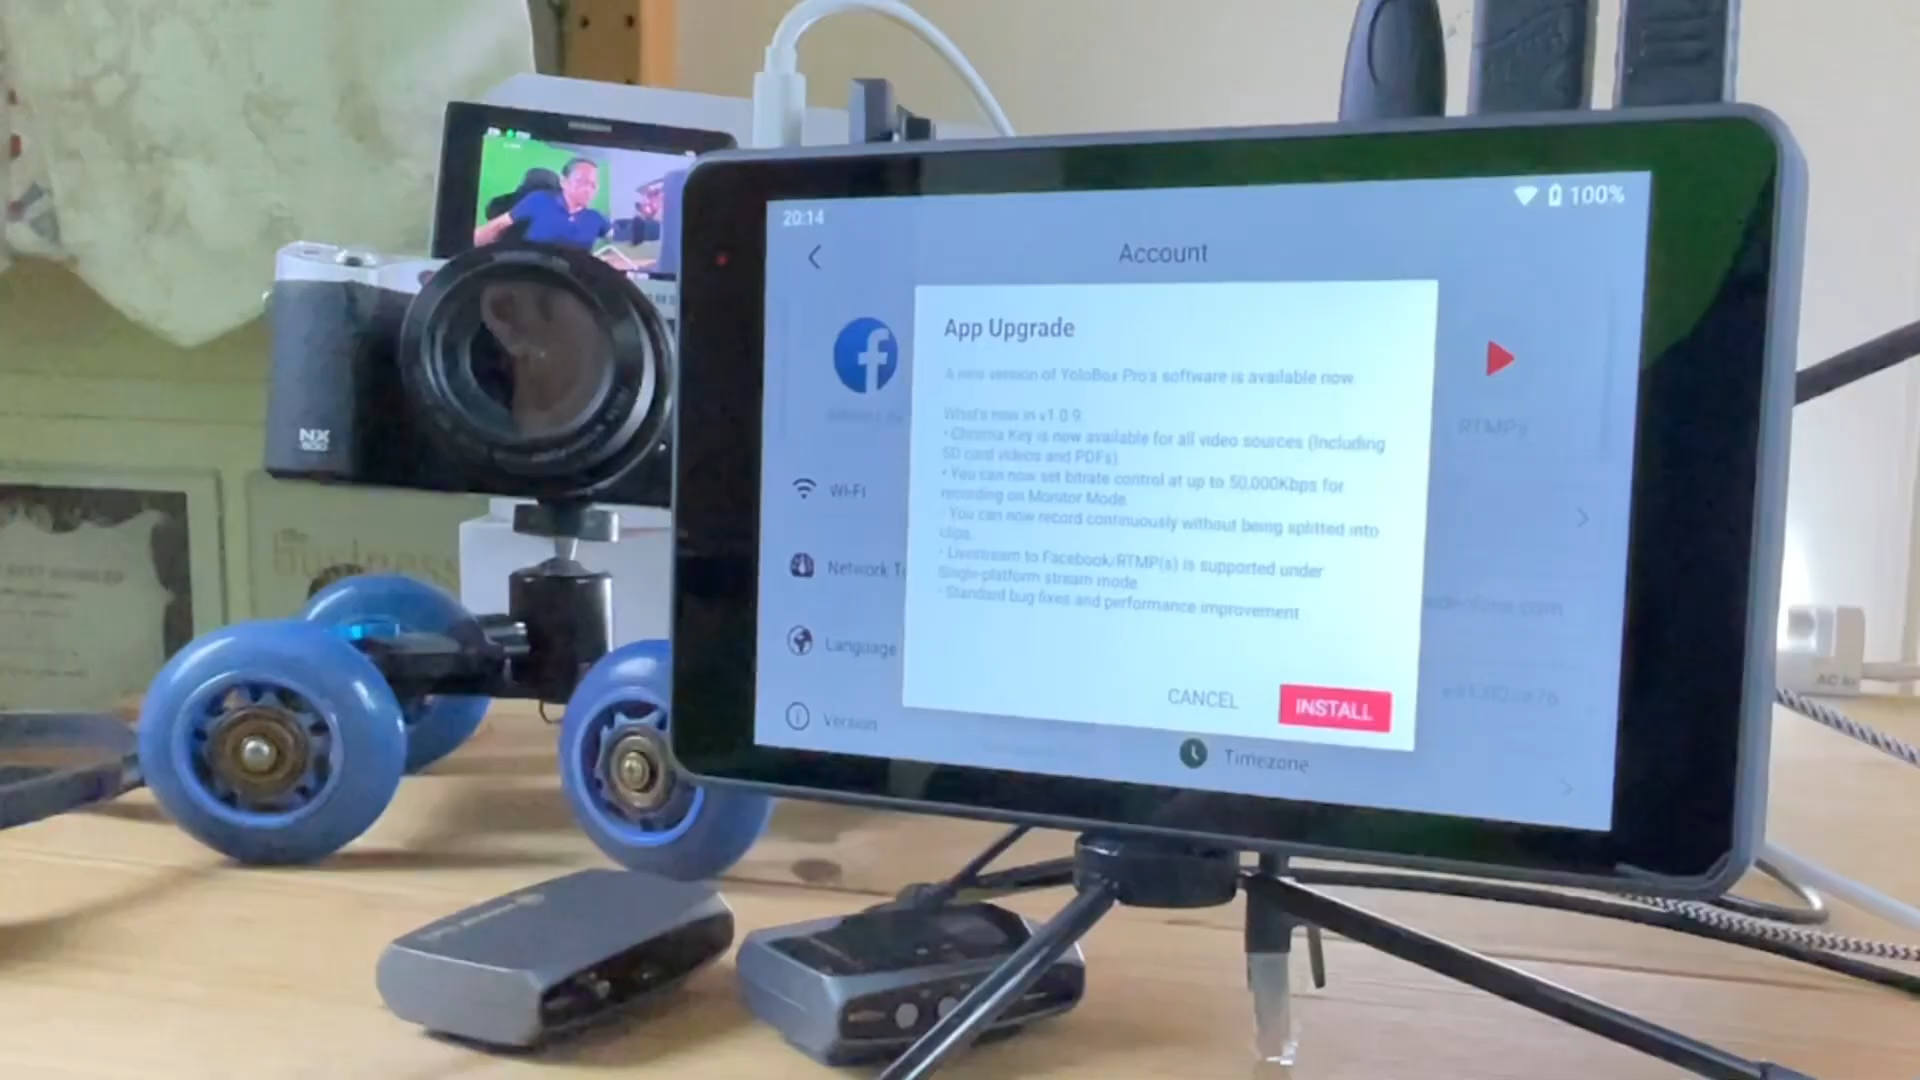 20:14
100%
Account
App Upgrade
A new version of YoloBox Pro's software is available now.
What's new in v1.0.9:
• Chroma Key is now available for all video sources (Including
SD card videos and PDFs)
• You can now set bitrate control at up to 50,000Kbps for
recording on Monitor Mode.
• You can now record continuously without being splitted into
clips.
• Livestream to Facebook/RTMP(s) is supported under
Single-platform stream mode.
• Standard bug fixes and performance improvement
CANCEL
INSTALL
RTMPs
Wi-Fi
Network T
Language
Version
Timezone
NX
business